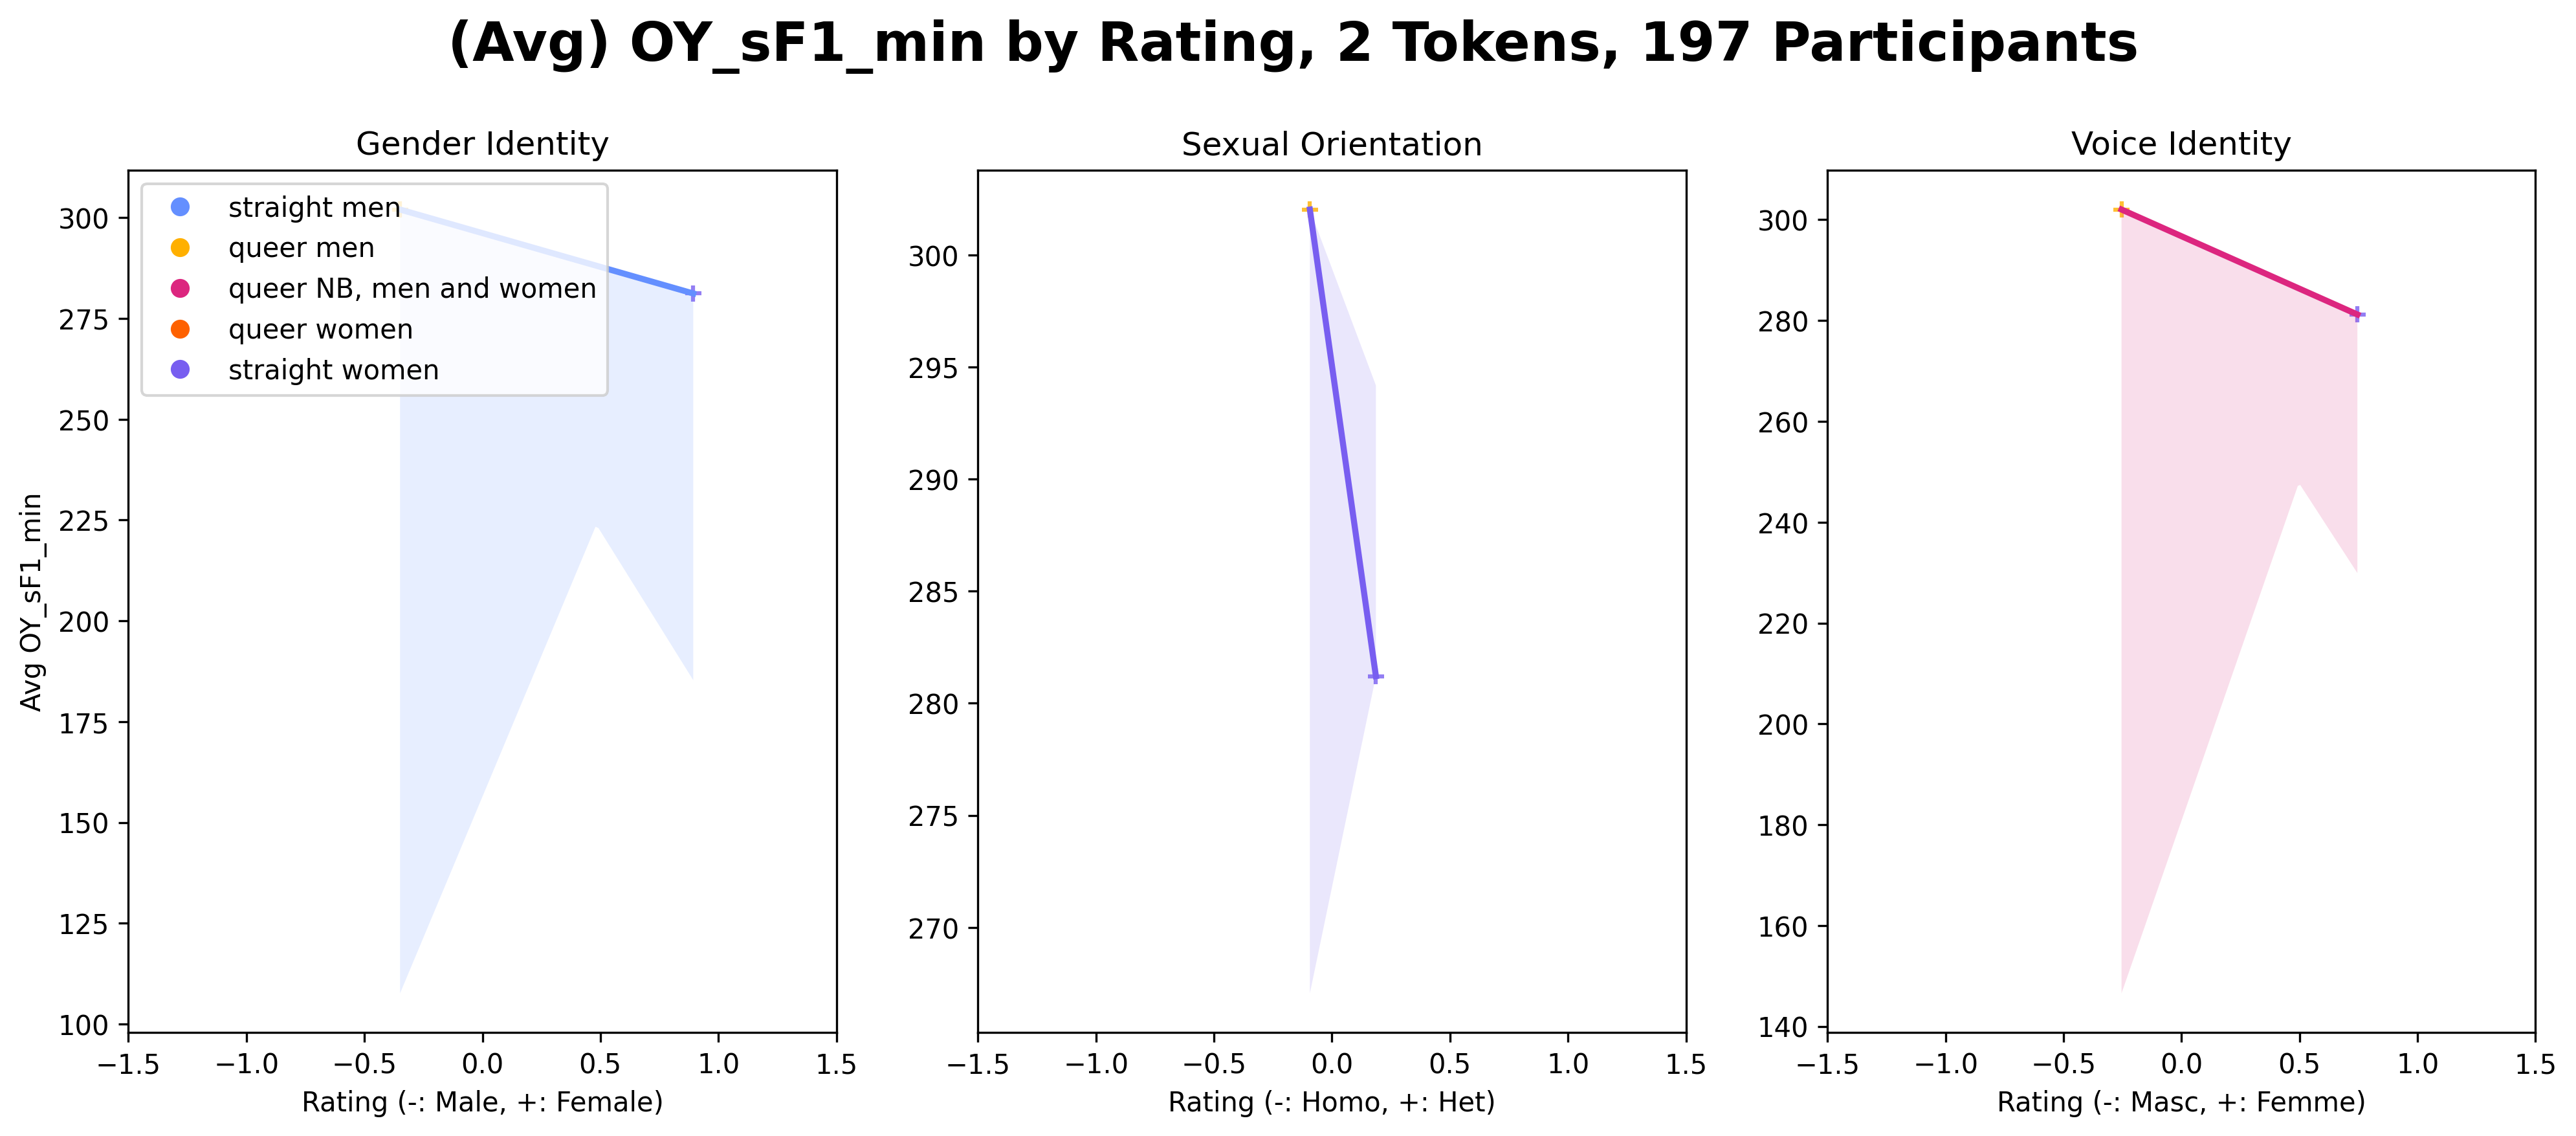 (Avg) OY_sF1_min by Rating, 2 Tokens, 197 Participants
Gender Identity
straight men
queer men
queer NB, men and women
queer women
straight women
300
275
250
225
200
175
150
125
100
Avg OY_sF1_min
−1.5 −1.0 −0.5 0.0 0.5 1.0 1.5
Rating (-: Male, +: Female)
Sexual Orientation
300
295
290
285
280
275
270
−1.5 −1.0 −0.5 0.0 0.5 1.0 1.5
Rating (-: Homo, +: Het)
Voice Identity
300
280
260
240
220
200
180
160
140
−1.5 −1.0 −0.5 0.0 0.5 1.0 1.5
Rating (-: Masc, +: Femme)